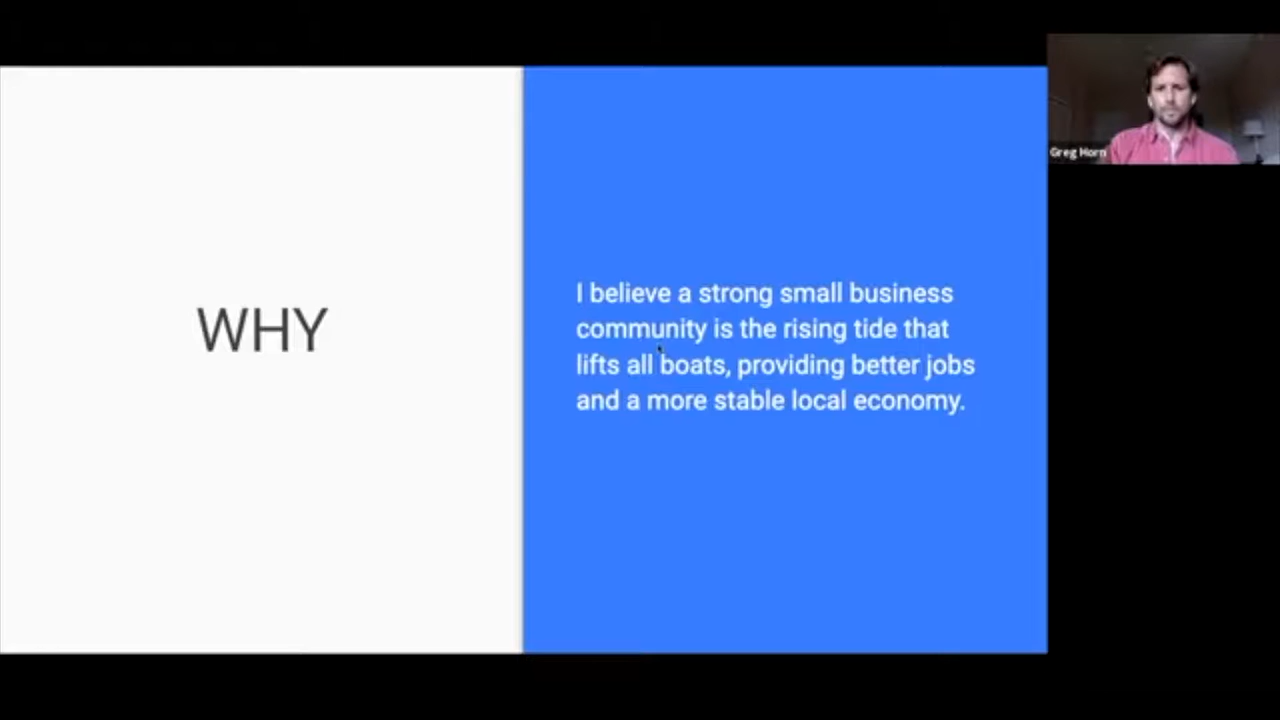 WHY
I believe a strong small business
community is the rising tide that
lifts all boats, providing better jobs
and a more stable local economy.
Greg Horn